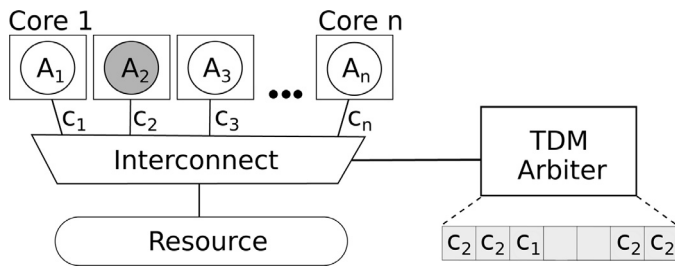 Core 1
Core n
A₁
A₂
A₃
Aₙ
c₁
c₂
c₃
cₙ
Interconnect
Resource
TDM
Arbiter
c₂ c₂ c₁ c₂ c₂